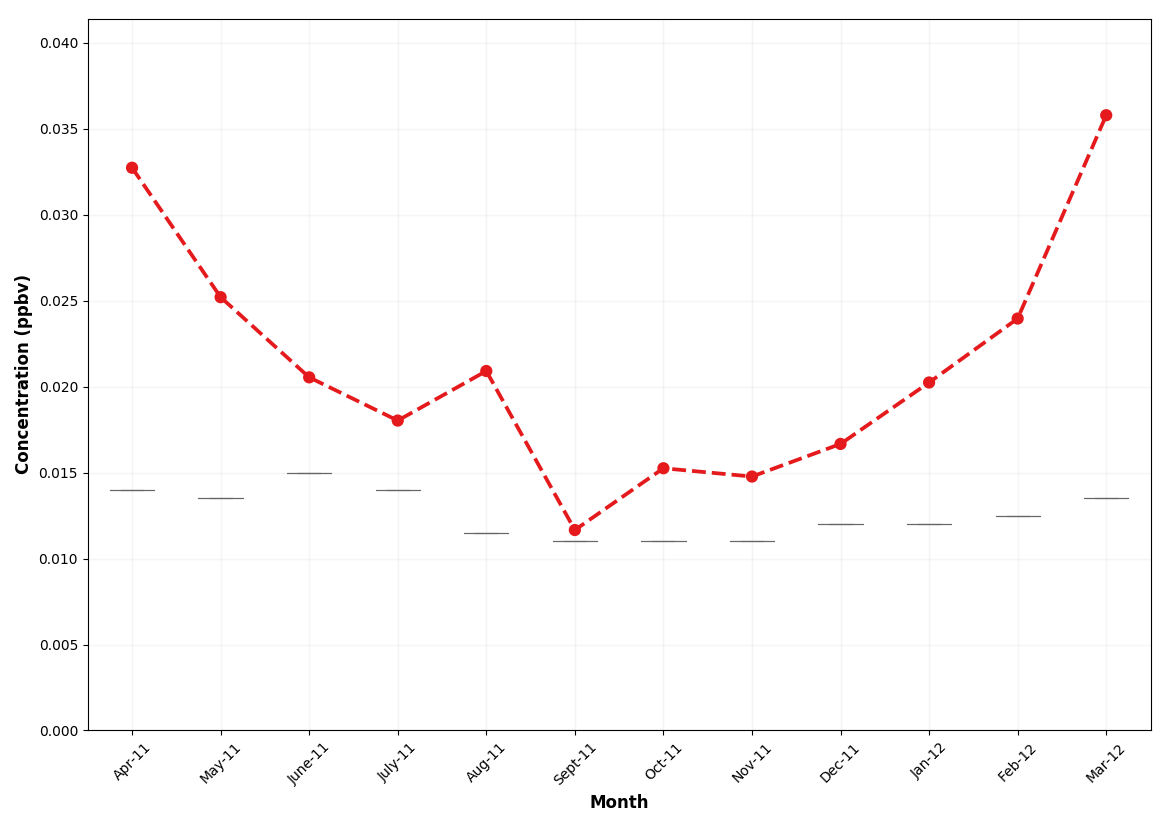 0.040
0.035
0.030
0.025
0.020
0.015
0.010
0.005
0.000
Concentration (ppbv)
Apr-11
May-11
June-11
July-11
Aug-11
Sept-11
Oct-11
Nov-11
Dec-11
Jan-12
Feb-12
Mar-12
Month